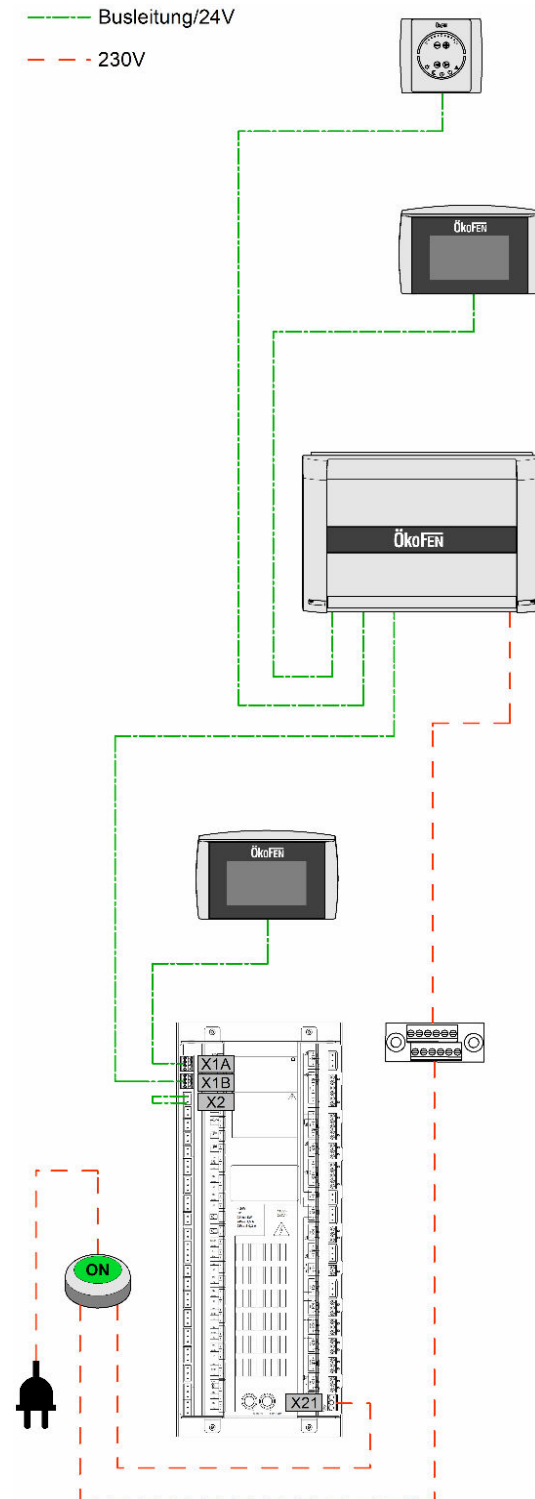 Busleitung/24V
230V
ÖkoFEN
ÖkoFEN
ÖkoFEN
X1A
X1B
X2
ON
X21